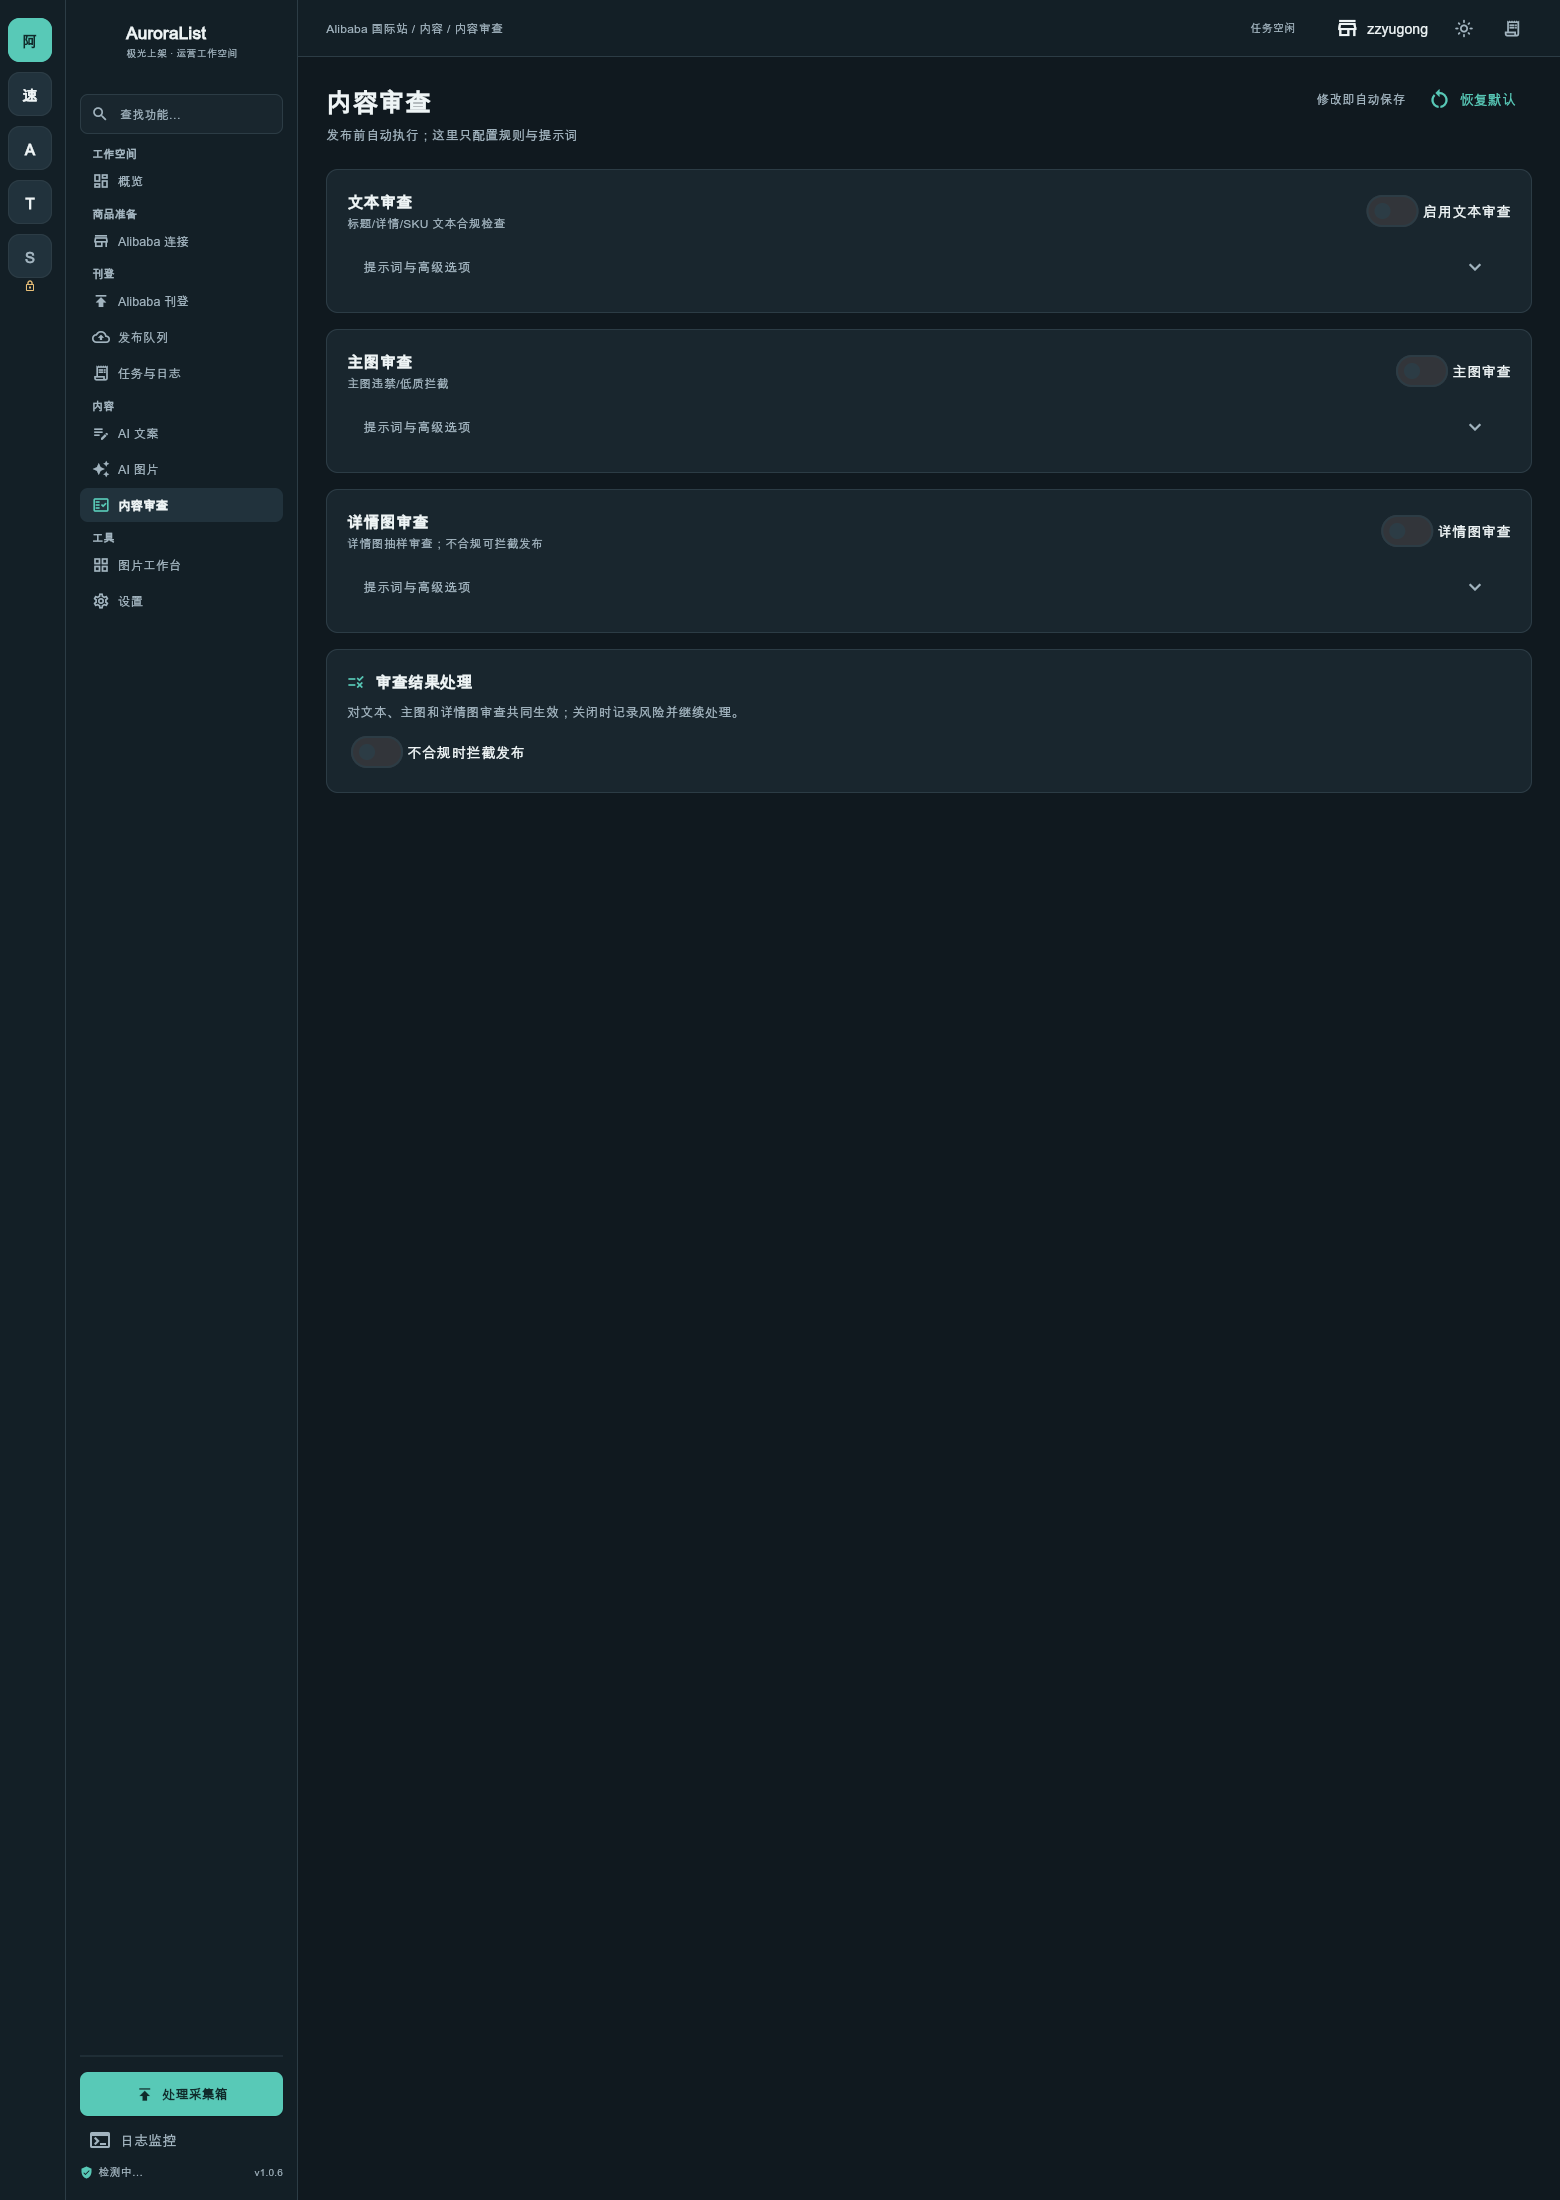 阿
速
A
T
S
AuroraList
极光上架 · 运营工作空间
查找功能...
工作空间
概览
商品准备
Alibaba 连接
刊登
Alibaba 刊登
发布队列
任务与日志
内容
AI 文案
AI 图片
内容审查
工具
图片工作台
设置
处理采集箱
日志监控
检测中... v1.0.6
Alibaba 国际站 / 内容 / 内容审查 任务空闲 zzyugong
内容审查 修改即自动保存 恢复默认
发布前自动执行；这里只配置规则与提示词
文本审查 启用文本审查
标题/详情/SKU 文本合规检查
提示词与高级选项
主图审查 主图审查
主图违禁/低质拦截
提示词与高级选项
详情图审查 详情图审查
详情图抽样审查；不合规可拦截发布
提示词与高级选项
审查结果处理
对文本、主图和详情图审查共同生效；关闭时记录风险并继续处理。
不合规时拦截发布